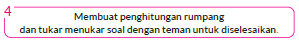 4
Membuat penghitungan rumpang
dan tukar menukar soal dengan teman untuk diselesaikan.